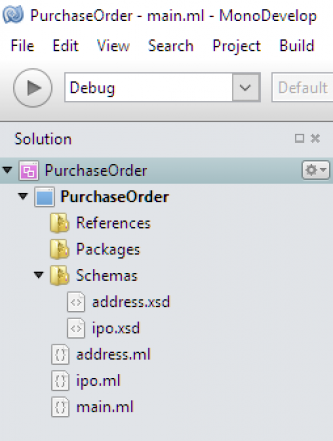 PurchaseOrder - main.ml - MonoDevelop
File Edit View Search Project Build
Debug Default
Solution
PurchaseOrder
PurchaseOrder
References
Packages
Schemas
address.xsd
ipo.xsd
address.ml
ipo.ml
main.ml